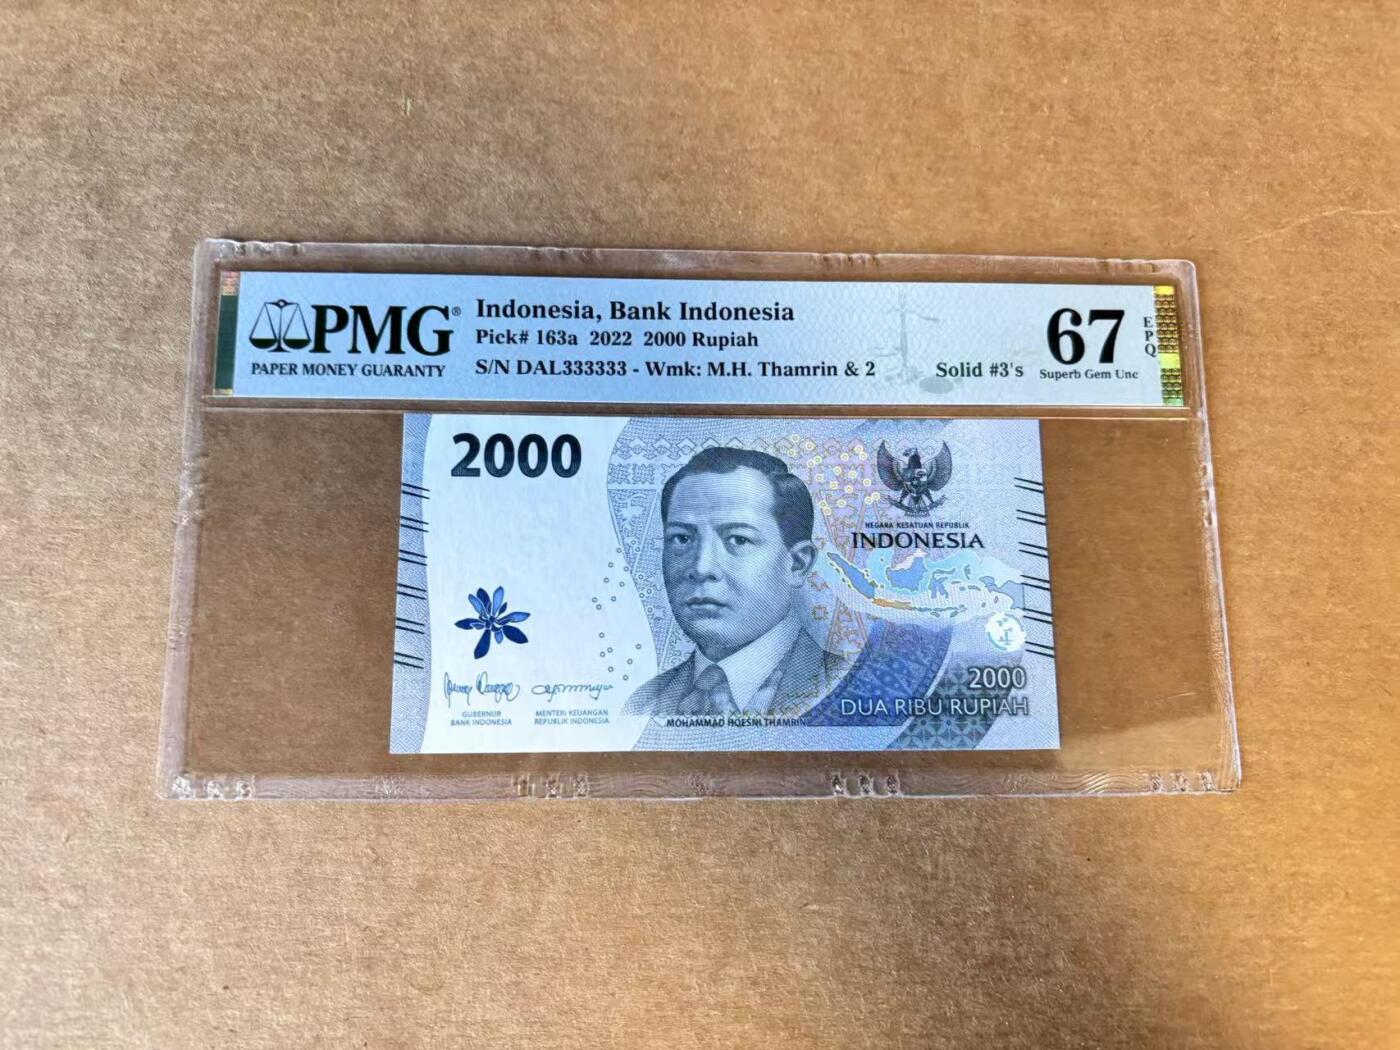 PMG®
PAPER MONEY GUARANTY
Indonesia, Bank Indonesia
Pick# 163a 2022 2000 Rupiah
S/N DAL333333 - Wmk: M.H. Thamrin & 2
Solid #3's
67
EPQ
Superb Gem Unc
2000
NEGARA KESATUAN REPUBLIK
INDONESIA
GUBERNUR
BANK INDONESIA
MENTERI KEUANGAN
REPUBLIK INDONESIA
MOHAMMAD HOESNI THAMRIN
2000
DUA RIBU RUPIAH